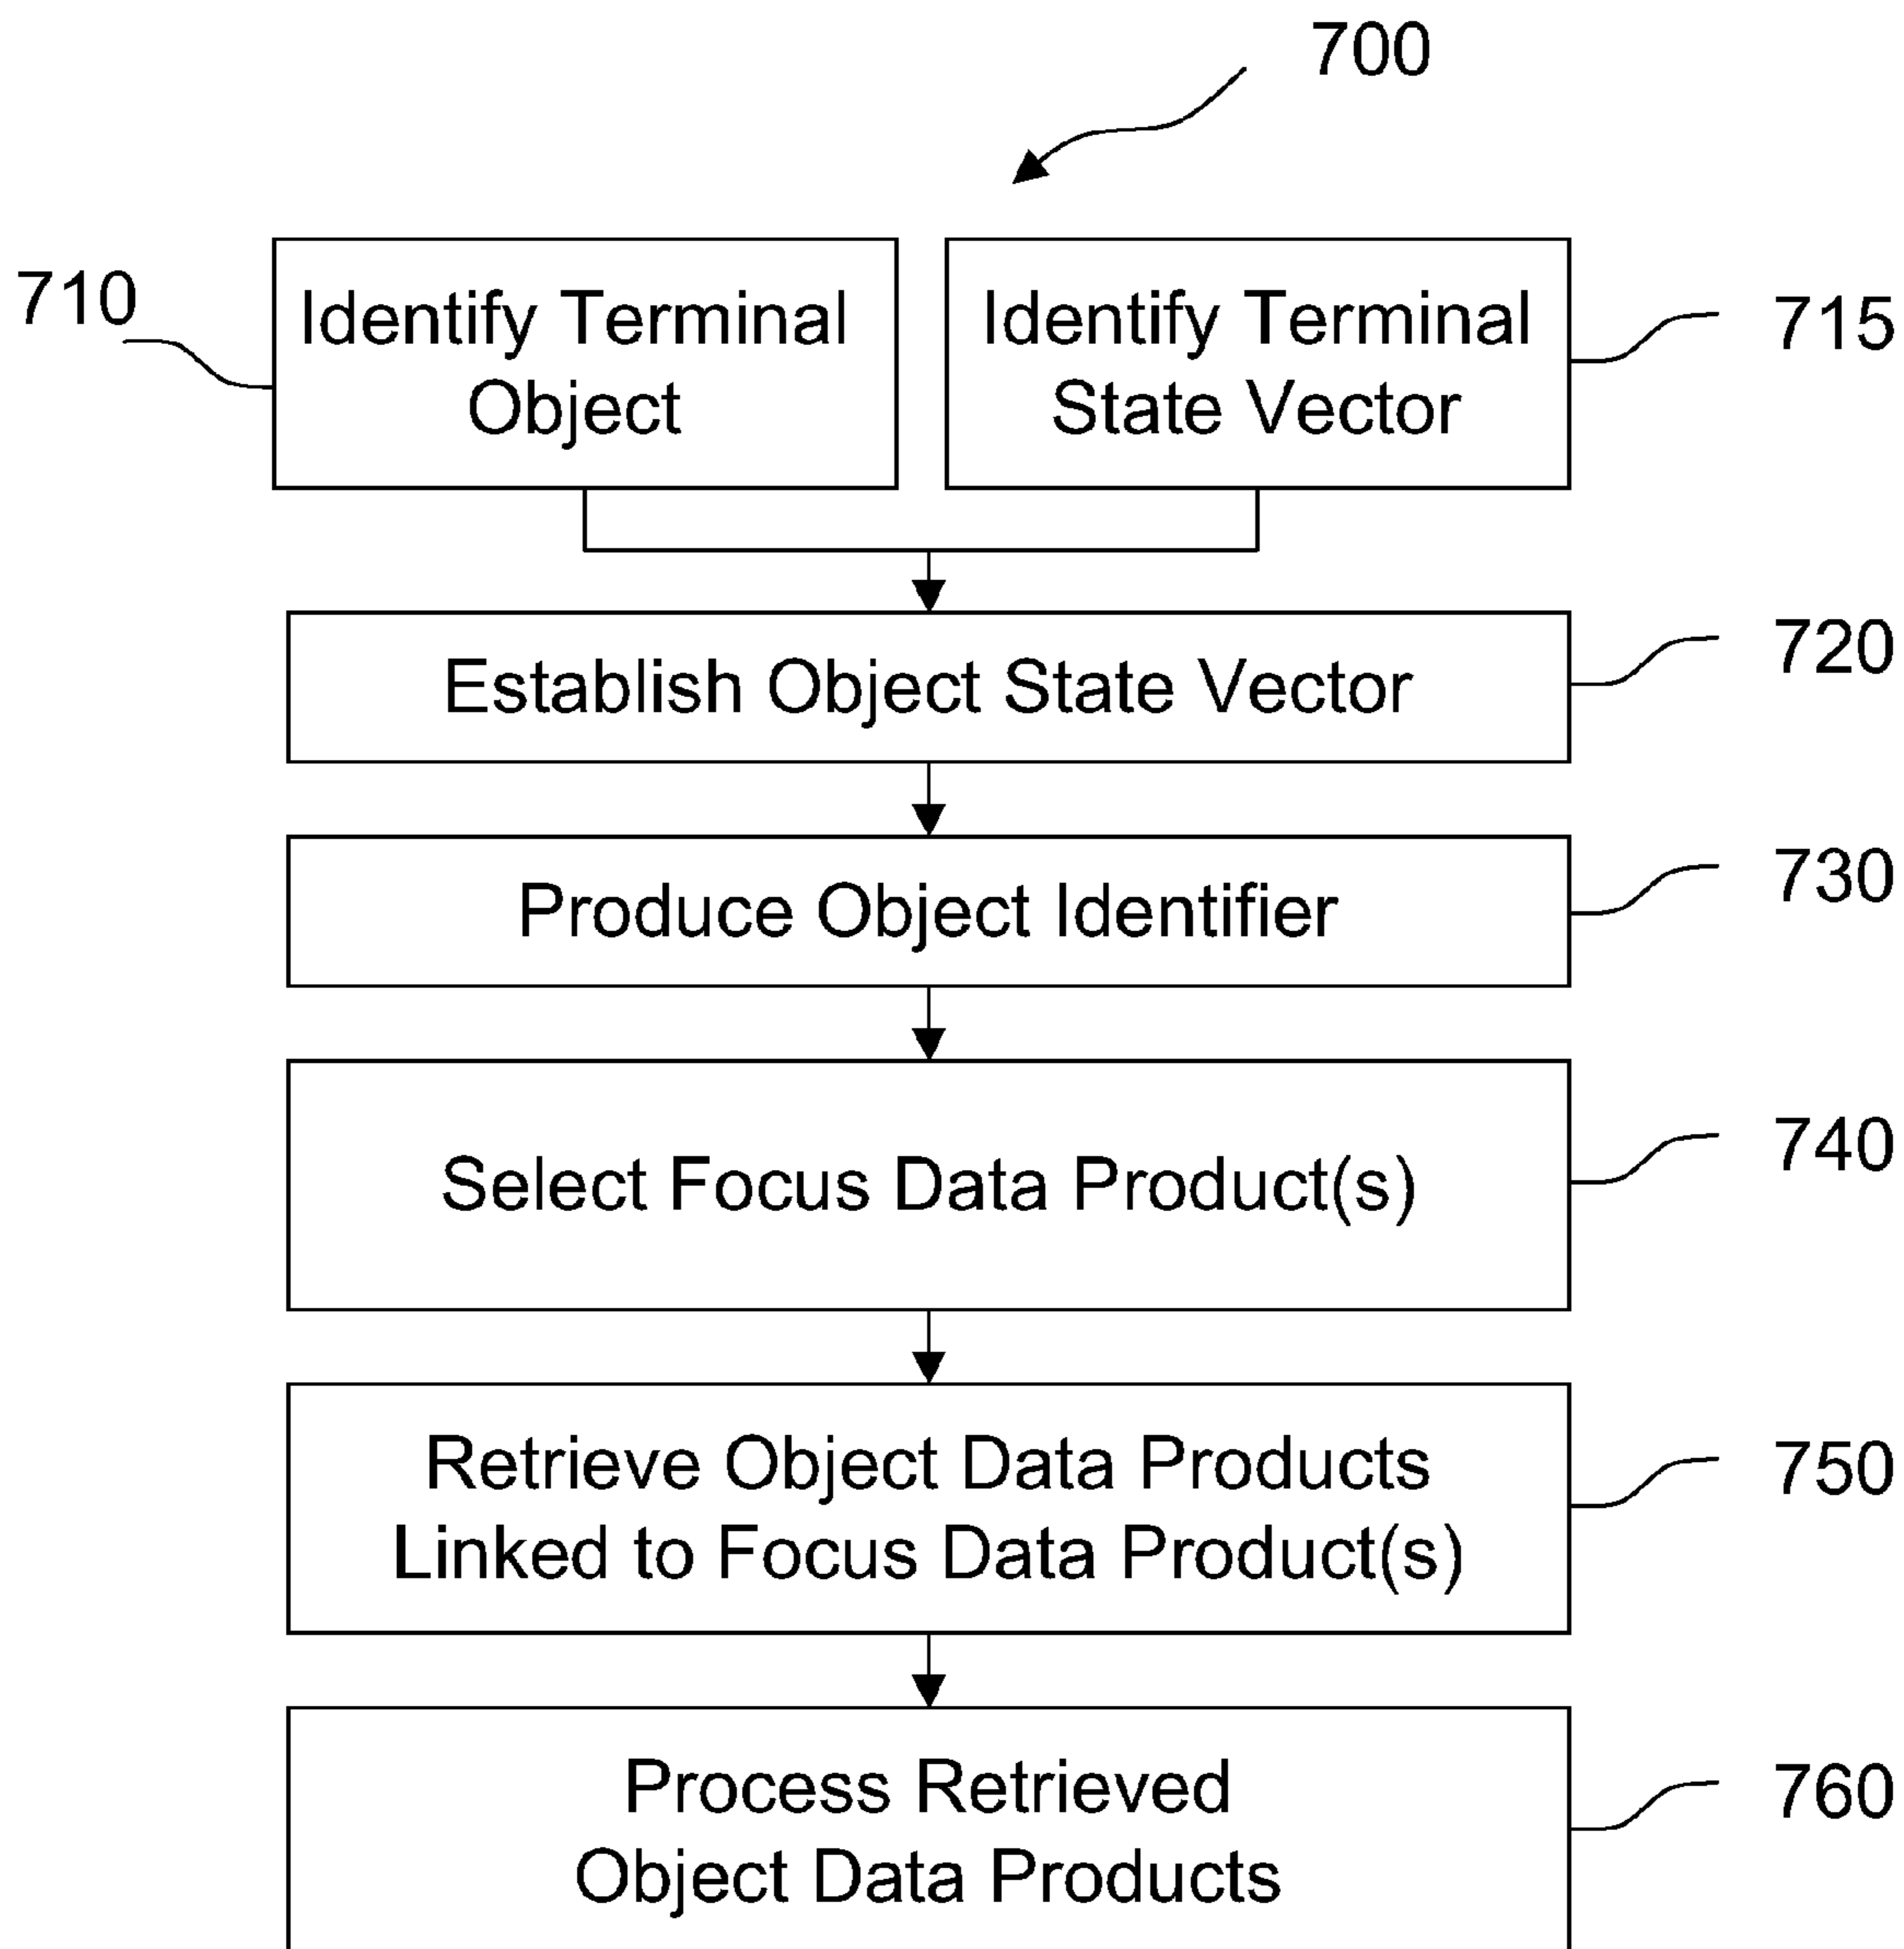 700
710
Identify Terminal
Object
Identify Terminal
State Vector
715
Establish Object State Vector
720
Produce Object Identifier
730
Select Focus Data Product(s)
740
Retrieve Object Data Products
Linked to Focus Data Product(s)
750
Process Retrieved
Object Data Products
760